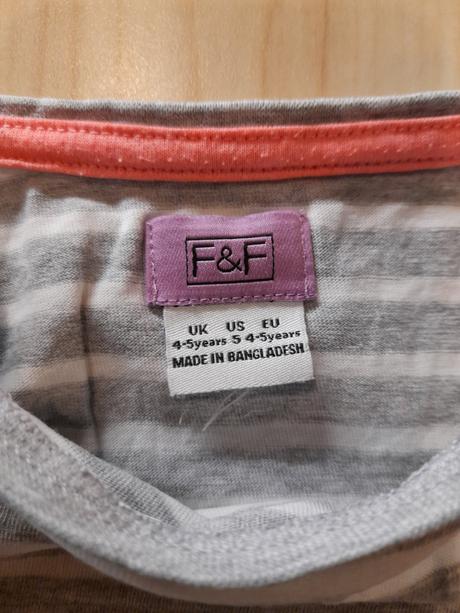 F&F
UK US EU
4-5years 5 4-5years
MADE IN BANGLADESH